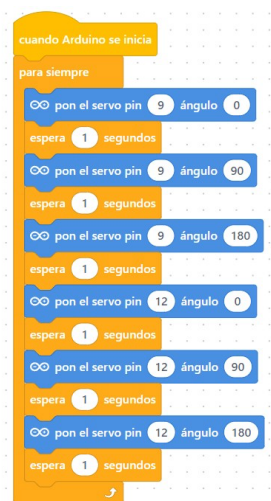 cuando Arduino se inicia
para siempre
pon el servo pin 9 ángulo 0
espera 1 segundos
pon el servo pin 9 ángulo 90
espera 1 segundos
pon el servo pin 9 ángulo 180
espera 1 segundos
pon el servo pin 12 ángulo 0
espera 1 segundos
pon el servo pin 12 ángulo 90
espera 1 segundos
pon el servo pin 12 ángulo 180
espera 1 segundos